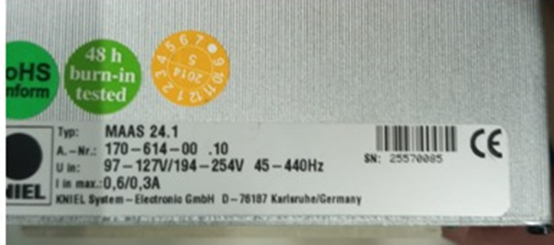 oHS
nform
48 h
burn-in
tested
4 5 6 7 9 10 11 12 1 2 3
5
2014
KNIEL
Typ: MAAS 24.1
A.-Nr.: 170-614-00 .10
U in: 97-127V/194-254V 45-440Hz
I in max.: 0,6/0,3A
KNIEL System-Electronic GmbH D-76187 Karlsruhe/Germany
SN: 25570085
CE